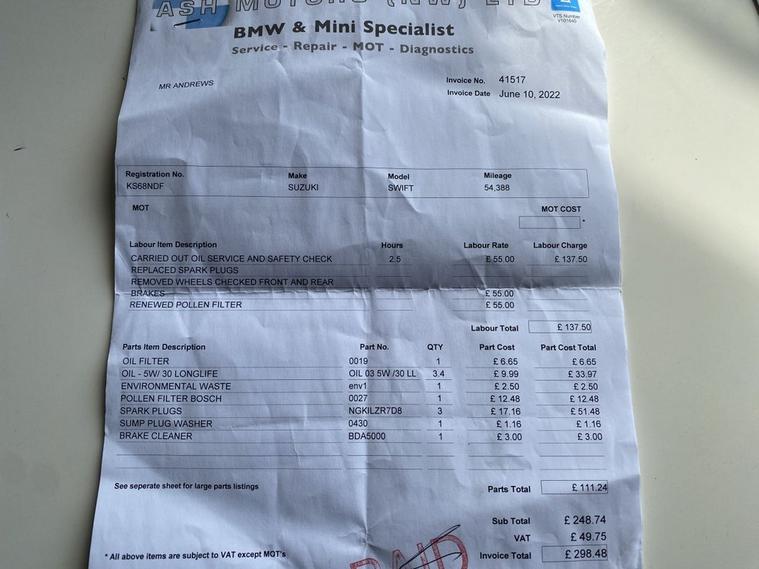 ASH MOTORS (NW) LTD
BMW & Mini Specialist
Service - Repair - MOT - Diagnostics
VTS Number
V101640
MR ANDREWS
Invoice No. 41517
Invoice Date June 10, 2022
Registration No. Make Model Mileage
KS68NDF SUZUKI SWIFT 54,388
MOT MOT COST
*
Labour Item Description Hours Labour Rate Labour Charge
CARRIED OUT OIL SERVICE AND SAFETY CHECK 2.5 £ 55.00 £ 137.50
REPLACED SPARK PLUGS
REMOVED WHEELS CHECKED FRONT AND REAR
BRAKES £ 55.00
RENEWED POLLEN FILTER £ 55.00
Labour Total £ 137.50
Parts Item Description Part No. QTY Part Cost Part Cost Total
OIL FILTER 0019 1 £ 6.65 £ 6.65
OIL - 5W/ 30 LONGLIFE OIL 03 5W /30 LL 3.4 £ 9.99 £ 33.97
ENVIRONMENTAL WASTE env1 1 £ 2.50 £ 2.50
POLLEN FILTER BOSCH 0027 1 £ 12.48 £ 12.48
SPARK PLUGS NGKILZR7D8 3 £ 17.16 £ 51.48
SUMP PLUG WASHER 0430 1 £ 1.16 £ 1.16
BRAKE CLEANER BDA5000 1 £ 3.00 £ 3.00
See seperate sheet for large parts listings Parts Total £ 111.24
Sub Total £ 248.74
VAT £ 49.75
* All above items are subject to VAT except MOT's Invoice Total £ 298.48
PAID